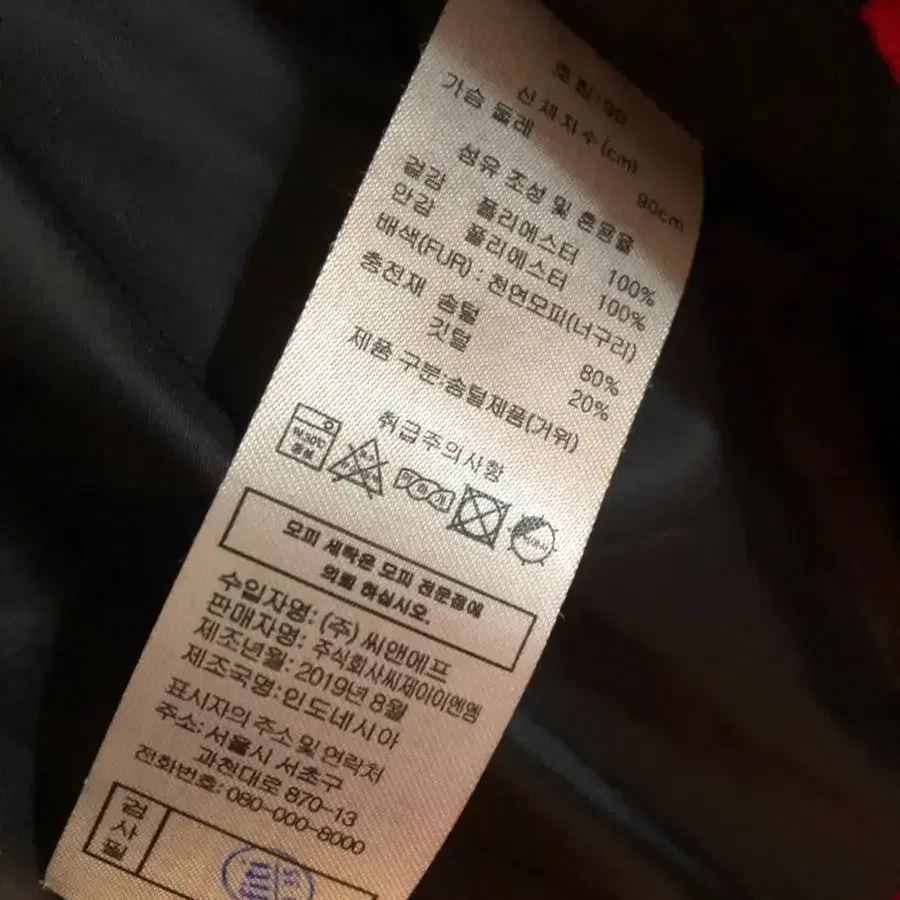 호칭: 90
신체치수(cm)
가슴 둘레 90cm
섬유 조성 및 혼용율
겉감 폴리에스터 100%
안감 폴리에스터 100%
배색(FUR) : 천연모피(너구리)
충전재 솜털 80%
깃털 20%
제품 구분:솜털제품(거위)
취급주의사항
모피 세탁은 모피 전문점에
의뢰 하십시오.
수입자명: (주) 씨앤에프
판매자명: 주식회사씨제이이엔엠
제조년월: 2019년 8월
제조국명: 인도네시아
표시자의 주소 및 연락처
주소: 서울시 서초구
과천대로 870-13
전화번호: 080-000-8000
검사필